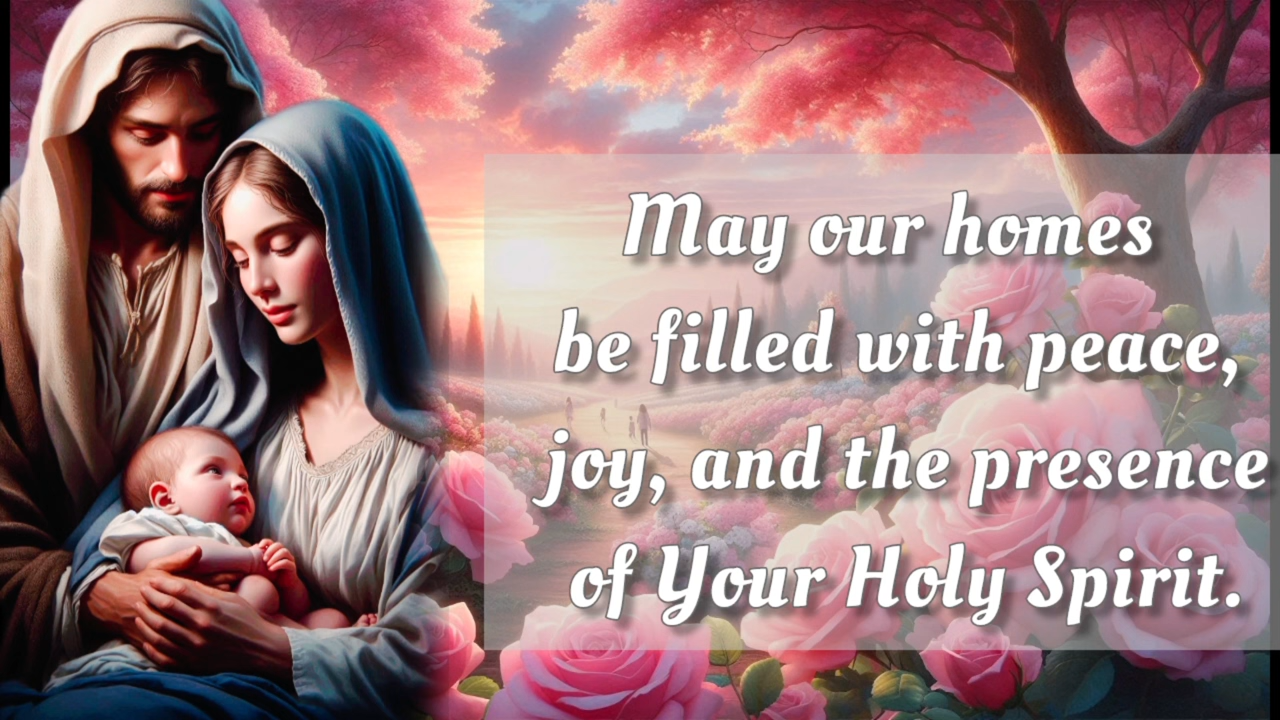 May our homes
be filled with peace,
joy, and the presence
of Your Holy Spirit.